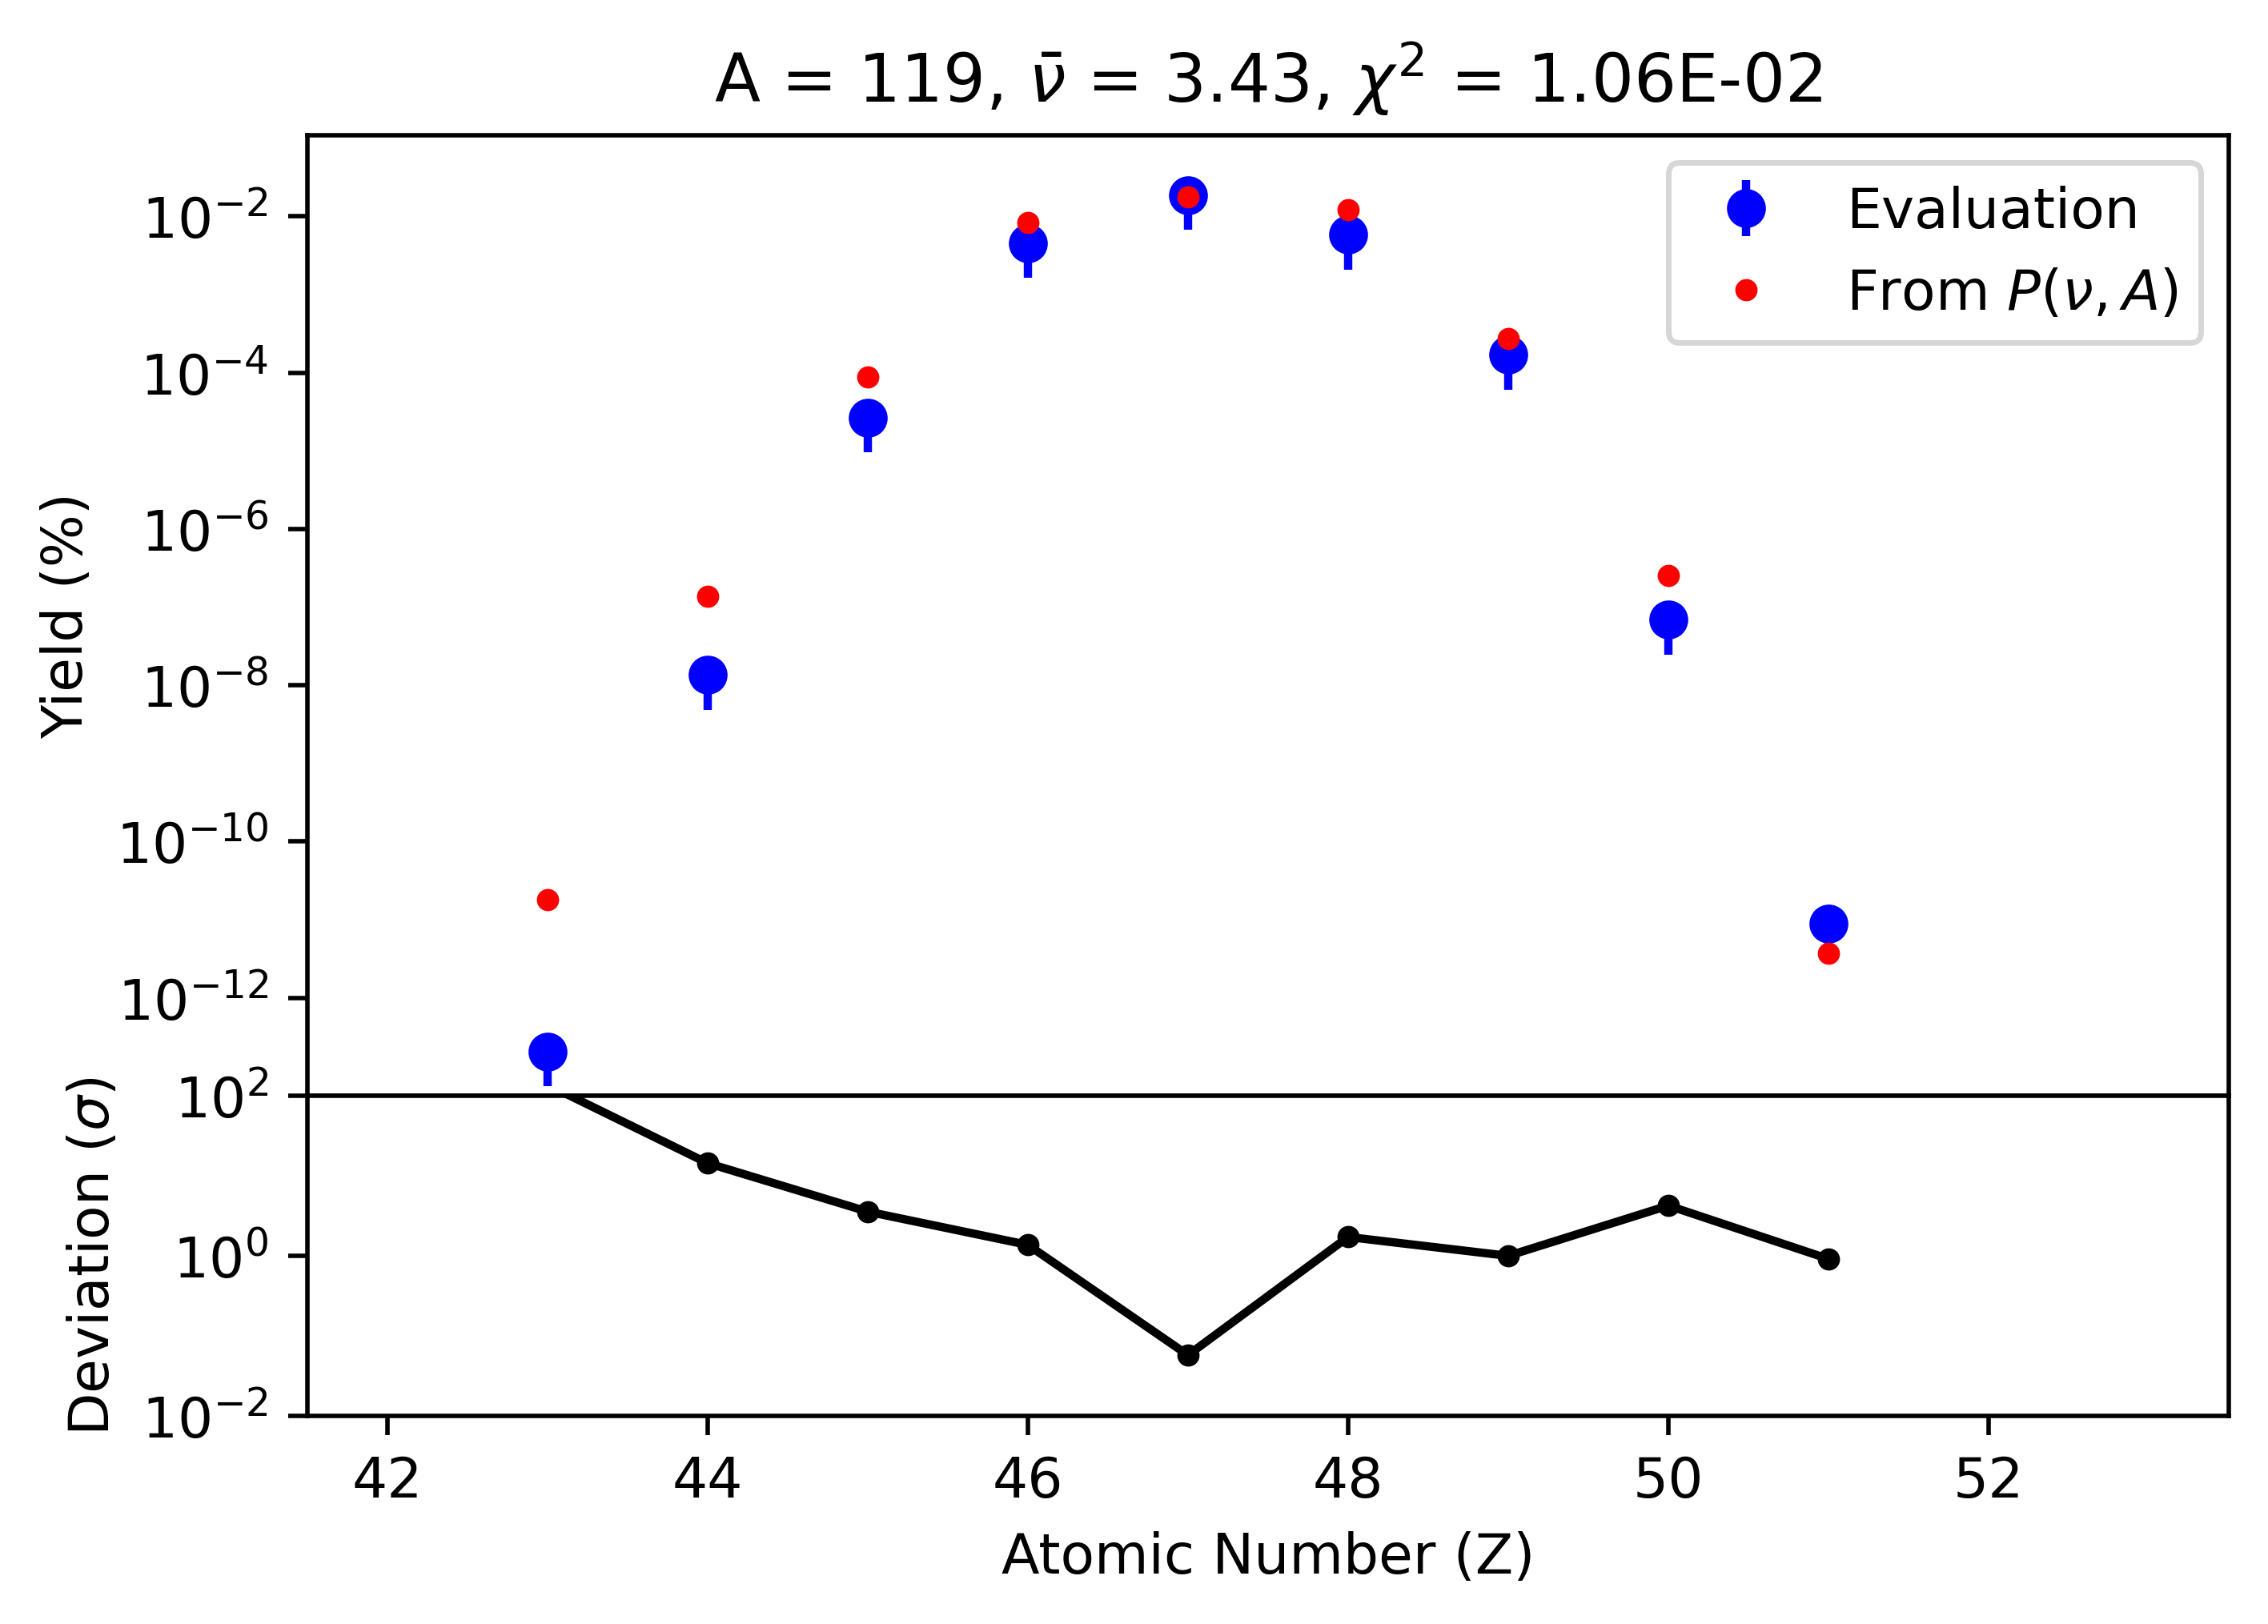 A = 119, ν̄ = 3.43, χ² = 1.06E-02
Evaluation
From P(ν, A)
Yield (%)
10⁻²
10⁻⁴
10⁻⁶
10⁻⁸
10⁻¹⁰
10⁻¹²
Deviation (σ)
10²
10⁰
10⁻²
42 44 46 48 50 52
Atomic Number (Z)